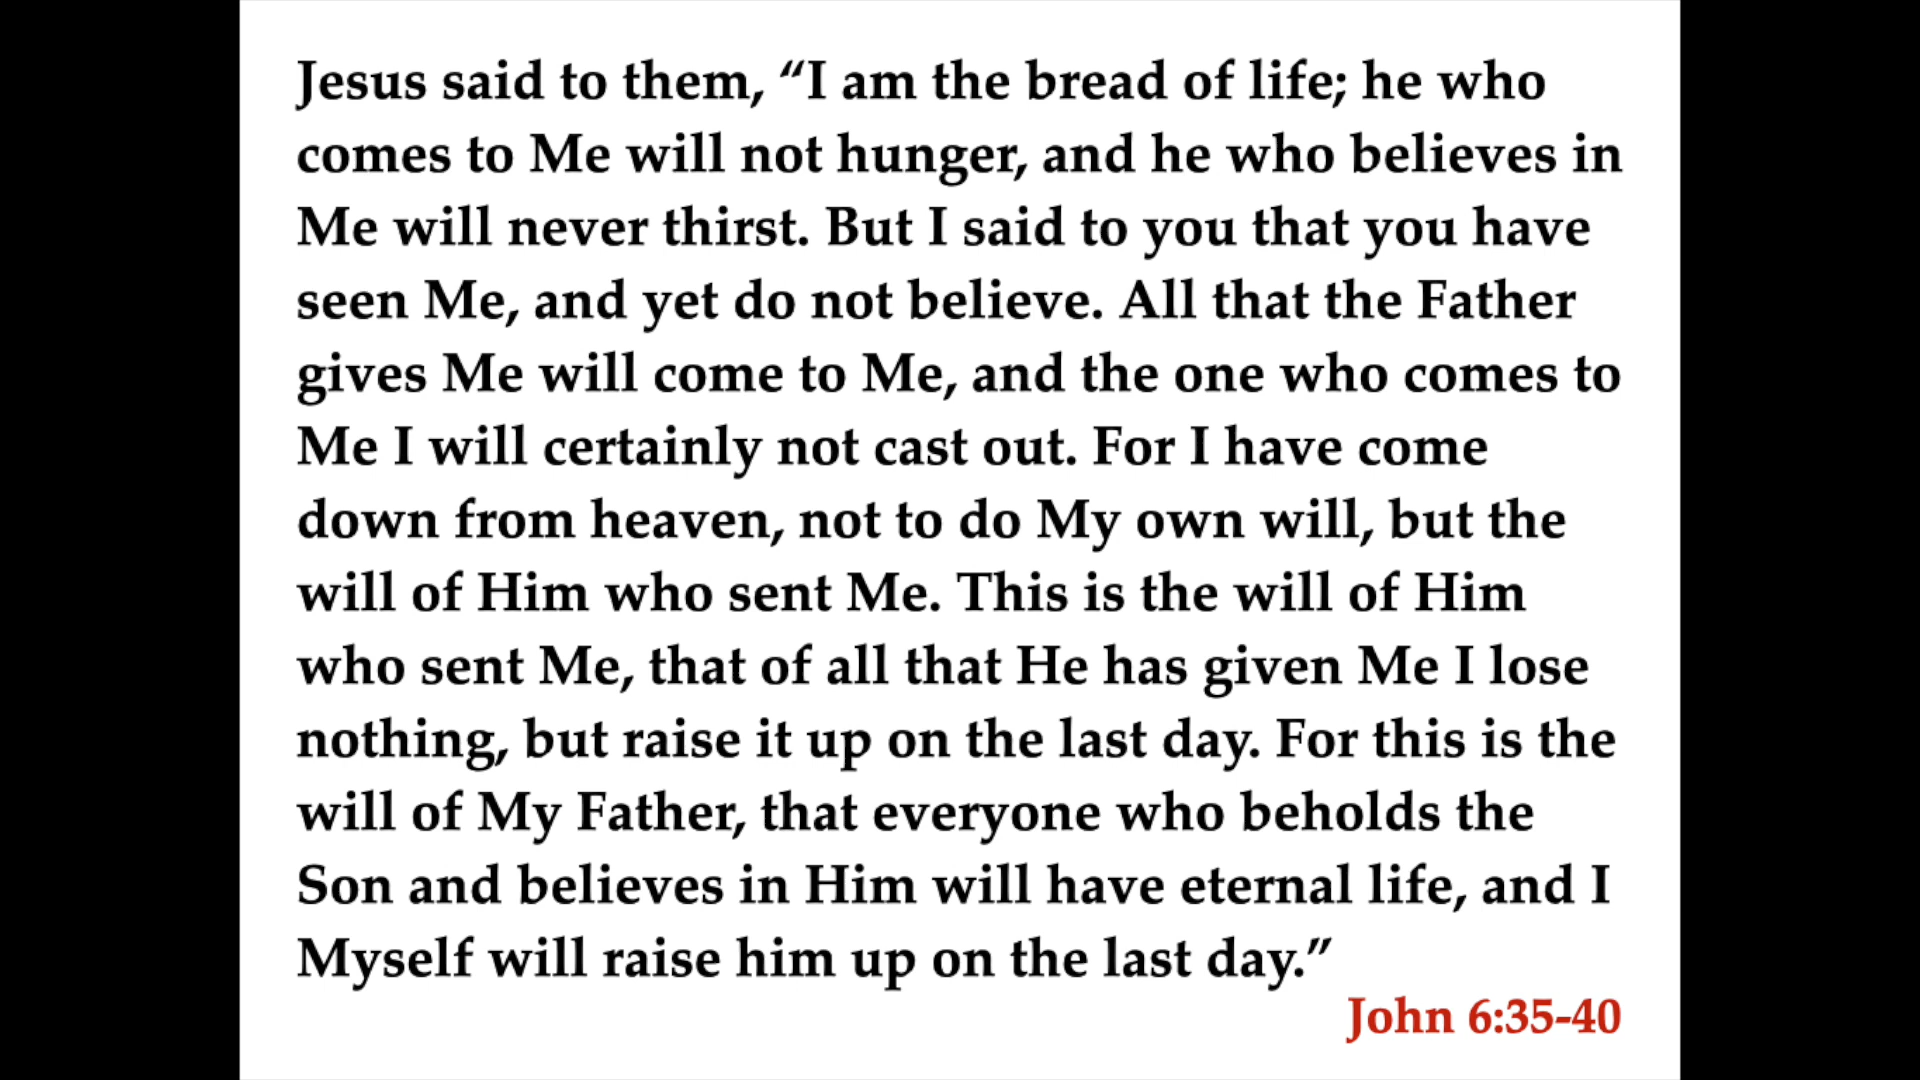 Jesus said to them, “I am the bread of life; he who
comes to Me will not hunger, and he who believes in
Me will never thirst. But I said to you that you have
seen Me, and yet do not believe. All that the Father
gives Me will come to Me, and the one who comes to
Me I will certainly not cast out. For I have come
down from heaven, not to do My own will, but the
will of Him who sent Me. This is the will of Him
who sent Me, that of all that He has given Me I lose
nothing, but raise it up on the last day. For this is the
will of My Father, that everyone who beholds the
Son and believes in Him will have eternal life, and I
Myself will raise him up on the last day.”
John 6:35-40